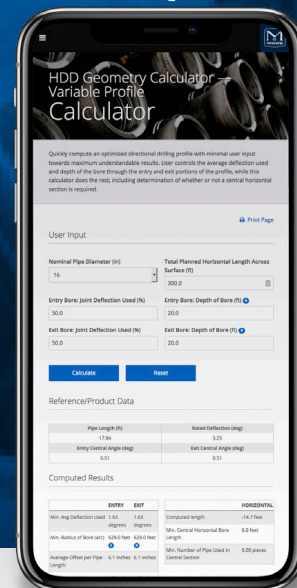 M
WANE
HDD Geometry Calculator —
Variable Profile
Calculator
Quickly compute an optimized directional drilling profile with minimal user input
towards maximum understandable results. User controls the average deflection used
and depth of the bore through the entry and exit portions of the profile, while this
calculator does the rest; including determination of whether or not a central horizontal
section is required.
Print Page
User Input
Nominal Pipe Diameter (in)
16
Total Planned Horizontal Length Across
Surface (ft)
300.0
Entry Bore: Joint Deflection Used (%)
50.0
Entry Bore: Depth of Bore (ft)
20.0
Exit Bore: Joint Deflection Used (%)
50.0
Exit Bore: Depth of Bore (ft)
20.0
Calculate
Reset
Reference/Product Data
Pipe Length (ft) Rated Deflection (deg)
17.84 3.25
Entry Central Angle (deg) Exit Central Angle (deg)
0.51 0.51
Computed Results
ENTRY EXIT
Min. Avg Deflection Used 1.63 degrees 1.63 degrees
Min. Radius of Bore (arc) 629.0 feet 629.0 feet
Average Offset per Pipe Length 6.1 inches 6.1 inches
HORIZONTAL
Computed length -14.7 feet
Min. Central Horizontal Bore Length 0.0 feet
Min. Number of Pipe Used In Central Section 0.00 pieces